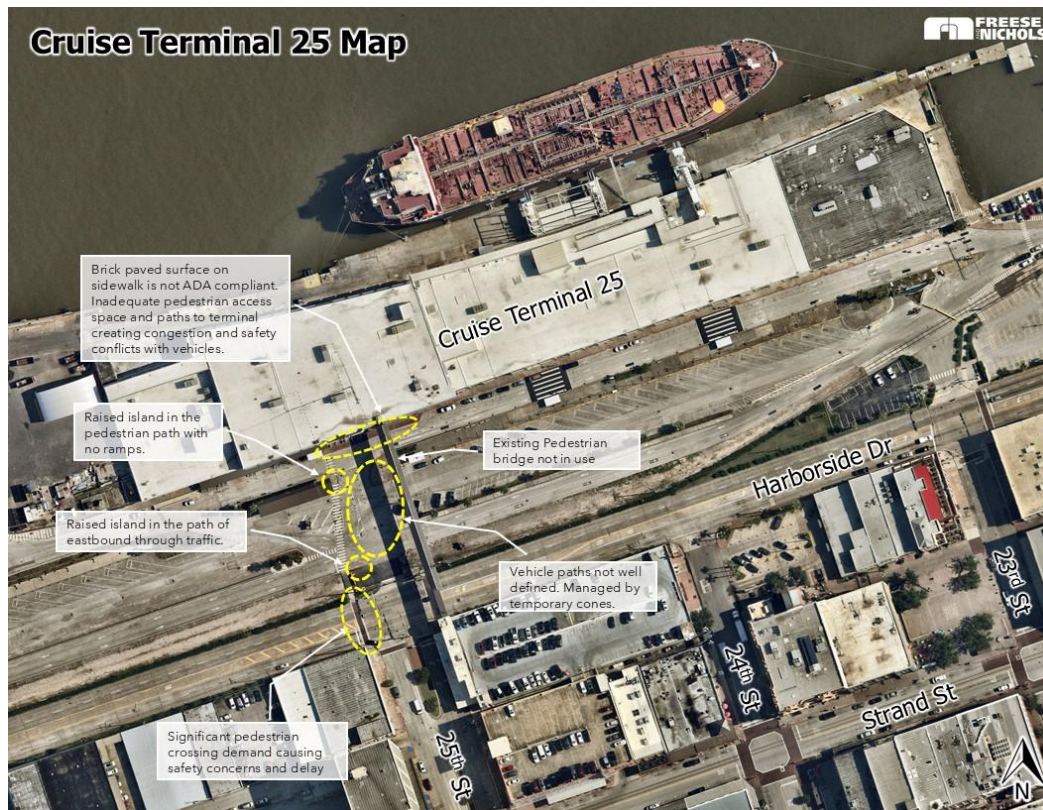 Cruise Terminal 25 Map
FREESE
AND
NICHOLS
Brick paved surface on
sidewalk is not ADA compliant.
Inadequate pedestrian access
space and paths to terminal
creating congestion and safety
conflicts with vehicles.
Cruise Terminal 25
Raised island in the
pedestrian path with
no ramps.
Existing Pedestrian
bridge not in use
Harborside Dr
Raised island in the path of
eastbound through traffic.
Vehicle paths not well
defined. Managed by
temporary cones.
23rd St
24th St
Strand St
Significant pedestrian
crossing demand causing
safety concerns and delay
25th St
N